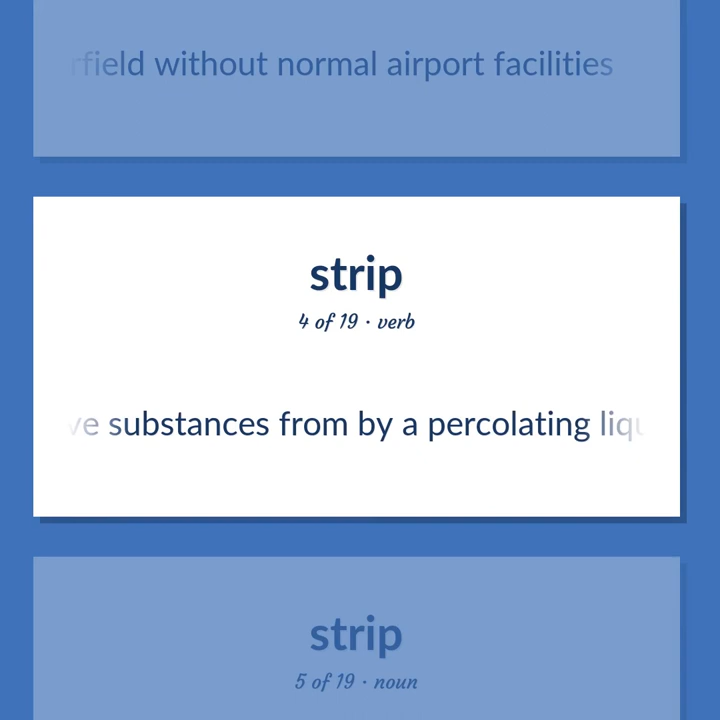 rfield without normal airport facilities
strip
4 of 19 · verb
ve substances from by a percolating liqu
strip
5 of 19 · noun